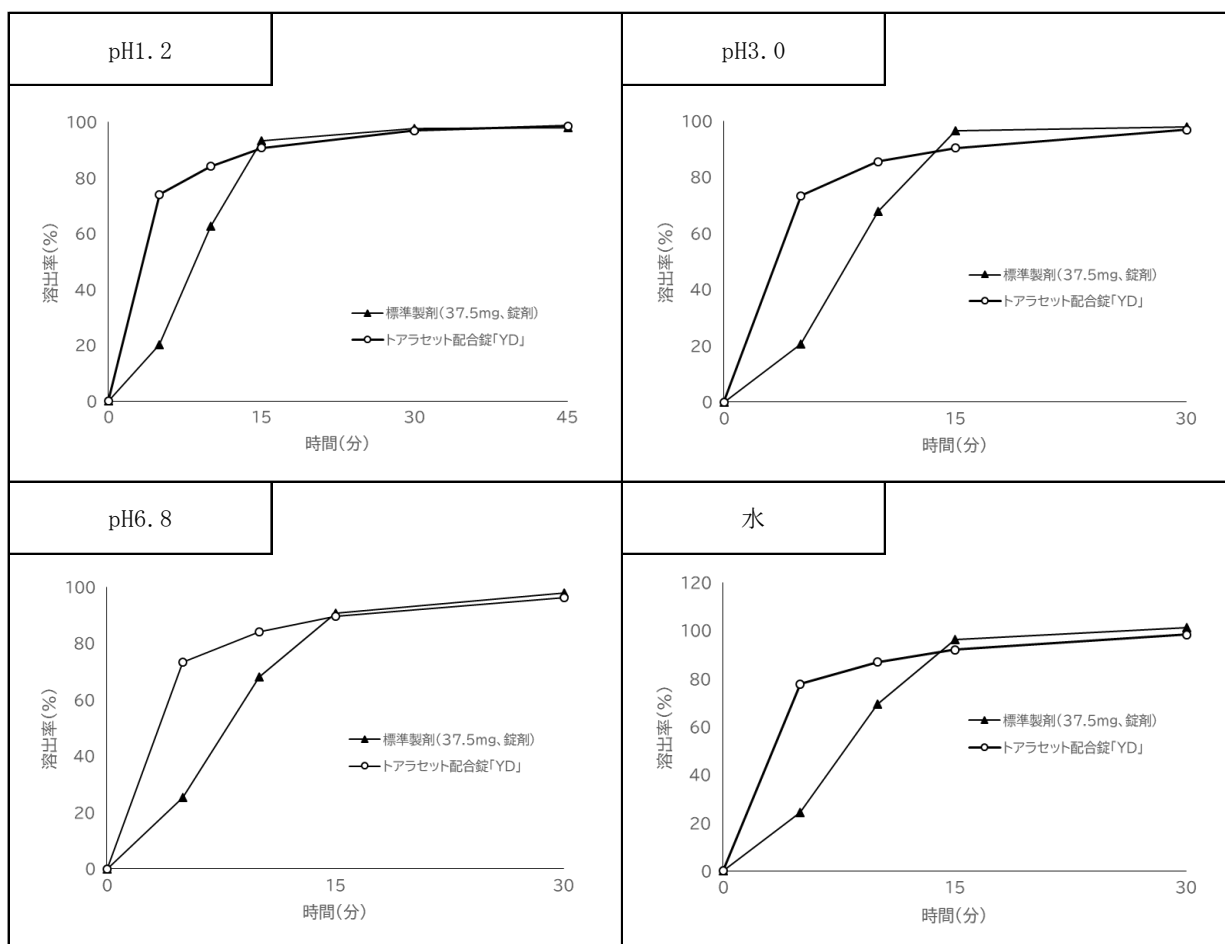 pH1.2
100
80
60
40
20
0
溶出率(%)
0 15 30 45
時間(分)
標準製剤(37.5mg、錠剤)
トアラセット配合錠「YD」
pH3.0
100
80
60
40
20
0
溶出率(%)
0 15 30
時間(分)
標準製剤(37.5mg、錠剤)
トアラセット配合錠「YD」
pH6.8
100
80
60
40
20
0
溶出率(%)
0 15 30
時間(分)
標準製剤(37.5mg、錠剤)
トアラセット配合錠「YD」
水
120
100
80
60
40
20
0
溶出率(%)
0 15 30
時間(分)
標準製剤(37.5mg、錠剤)
トアラセット配合錠「YD」